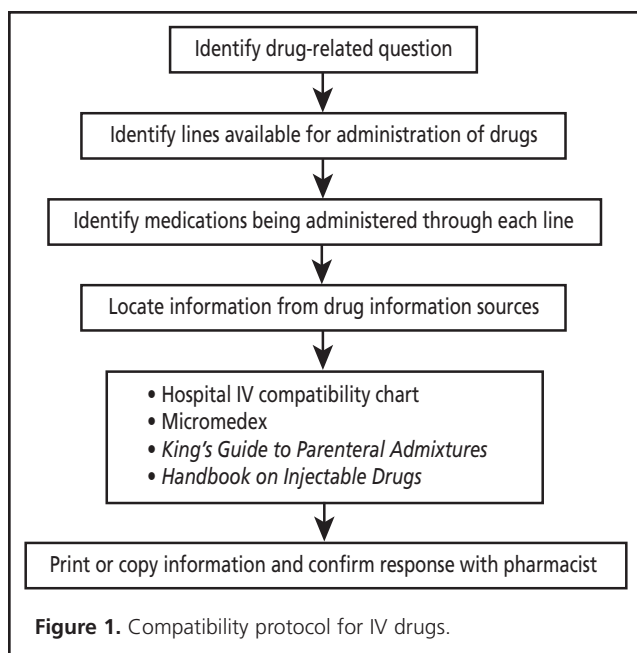 Identify drug-related question
Identify lines available for administration of drugs
Identify medications being administered through each line
Locate information from drug information sources
• Hospital IV compatibility chart
• Micromedex
• King's Guide to Parenteral Admixtures
• Handbook on Injectable Drugs
Print or copy information and confirm response with pharmacist
Figure 1. Compatibility protocol for IV drugs.